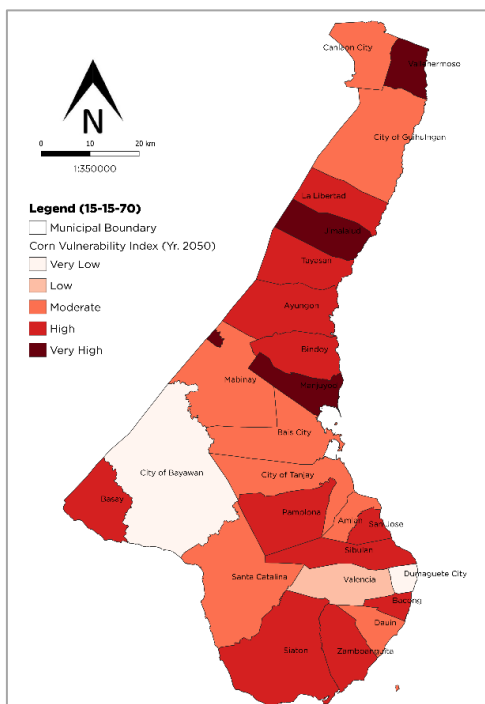 Canlaon City
Vallehermoso
N
City of Guihulngan
0 10 20 km
1:350000
La Libertad
Legend (15-15-70)
Municipal Boundary
Jimalalud
Corn Vulnerability Index (Yr. 2050)
Tayasan
Very Low
Low
Moderate
Ayungon
High
Very High
Bindoy
Mabinay
Manjuyod
Bais City
City of Bayawan
City of Tanjay
Basay
Pamplona
Amlan
San Jose
Sibulan
Santa Catalina
Valencia
Dumaguete City
Bacong
Dauin
Siaton
Zamboanguita